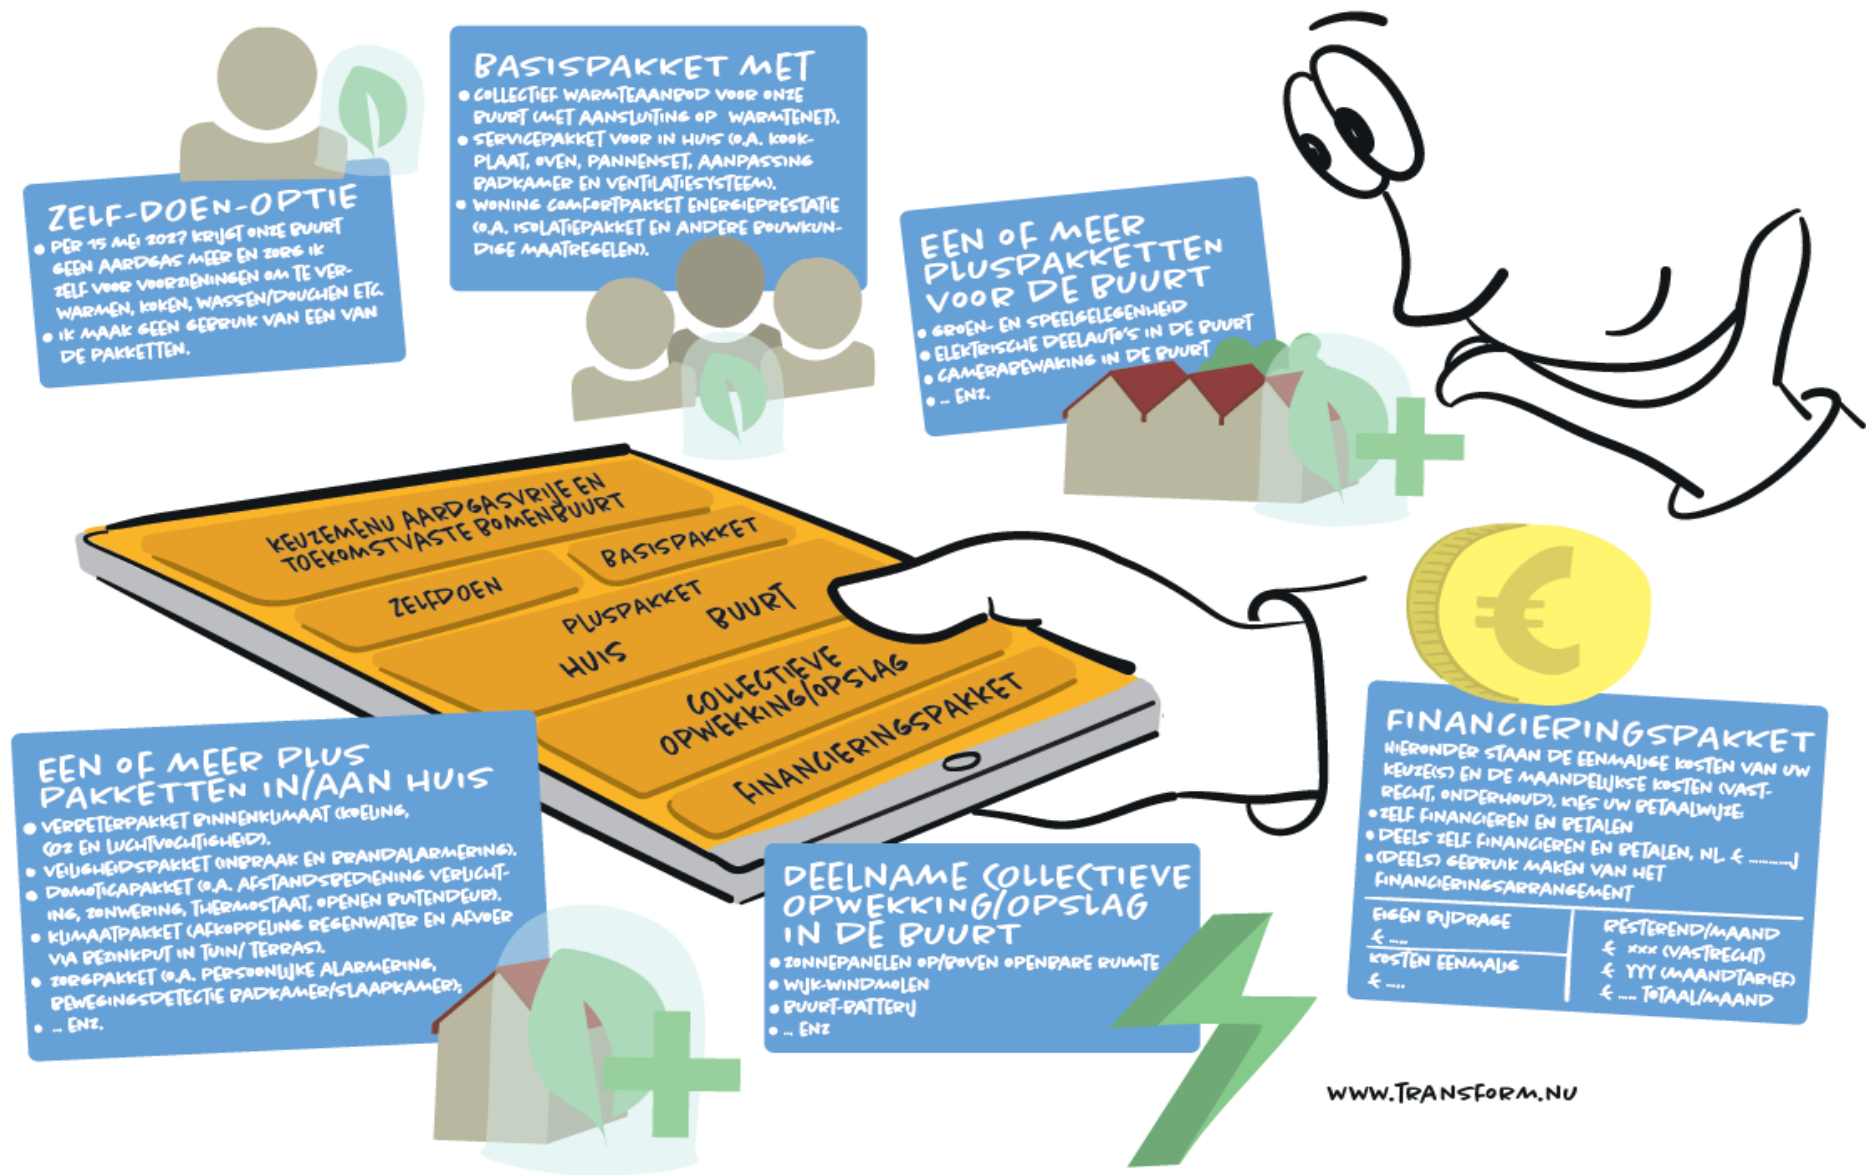 ZELF-DOEN-OPTIE
• PER 15 MEI 2027 KRIJGT ONZE BUURT
GEEN AARDGAS MEER EN ZORG IK
ZELF VOOR VOORZIENINGEN OM TE VER-
WARMEN, KOKEN, WASSEN/DOUCHEN ETC.
• IK MAAK GEEN GEBRUIK VAN EEN VAN
DE PAKKETTEN.
BASISPAKKET MET
• COLLECTIEF WARMTEAANBOD VOOR ONZE
BUURT (MET AANSLUITING OP WARMTENET).
• SERVICEPAKKET VOOR IN HUIS (O.A. KOOK-
PLAAT, OVEN, PANNENSET, AANPASSING
BADKAMER EN VENTILATIESYSTEEM).
• WONING COMFORTPAKKET ENERGIEPRESTATIE
(O.A. ISOLATIEPAKKET EN ANDERE BOUWKUN-
DIGE MAATREGELEN).
EEN OF MEER
PLUSPAKKETTEN
VOOR DE BUURT
• GROEN- EN SPEELGELEGENHEID
• ELEKTRISCHE DEELAUTO'S IN DE BUURT
• CAMERABEWAKING IN DE BUURT
• ... ENZ.
KEUZEMENU AARDGASVRIJE EN
TOEKOMSTVASTE BOMENBUURT
ZELFDOEN
BASISPAKKET
PLUSPAKKET
HUIS
BUURT
COLLECTIEVE
OPWEKKING/OPSLAG
FINANCIERINGSPAKKET
EEN OF MEER PLUS
PAKKETTEN IN/AAN HUIS
• VERBETERPAKKET BINNENKLIMAAT (KOELING,
CO2 EN LUCHTVOCHTIGHEID).
• VEILIGHEIDSPAKKET (INBRAAK EN BRANDALARMERING).
• DOMOTICAPAKKET (O.A. AFSTANDSBEDIENING VERLICHT-
ING, ZONWERING, THERMOSTAAT, OPENEN BUITENDEUR).
• KLIMAATPAKKET (AFKOPPELING REGENWATER EN AFVOER
VIA BEZINKPUT IN TUIN/ TERRAS).
• ZORGPAKKET (O.A. PERSOONLIJKE ALARMERING,
BEWEGINGSDETECTIE BADKAMER/SLAAPKAMER);
• ... ENZ.
DEELNAME COLLECTIEVE
OPWEKKING/OPSLAG
IN DE BUURT
• ZONNEPANELEN OP/BOVEN OPENBARE RUIMTE
• WIJK-WINDMOLEN
• BUURT-BATTERIJ
• ... ENZ
FINANCIERINGSPAKKET
HIERONDER STAAN DE EENMALIGE KOSTEN VAN UW
KEUZE(S) EN DE MAANDELIJKSE KOSTEN (VAST-
RECHT, ONDERHOUD), KIES UW BETAALWIJZE:
• ZELF FINANCIEREN EN BETALEN
• DEELS ZELF FINANCIEREN EN BETALEN, NL € ..........,
• (DEELS) GEBRUIK MAKEN VAN HET
FINANCIERINGSARRANGEMENT
EIGEN BIJDRAGE
€ .....
KOSTEN EENMALIG
€ .....
RESTEREND/MAAND
€ XXX (VASTRECHT)
€ YYY (MAANDTARIEF)
€ .... TOTAAL/MAAND
€
WWW.TRANSFORM.NU